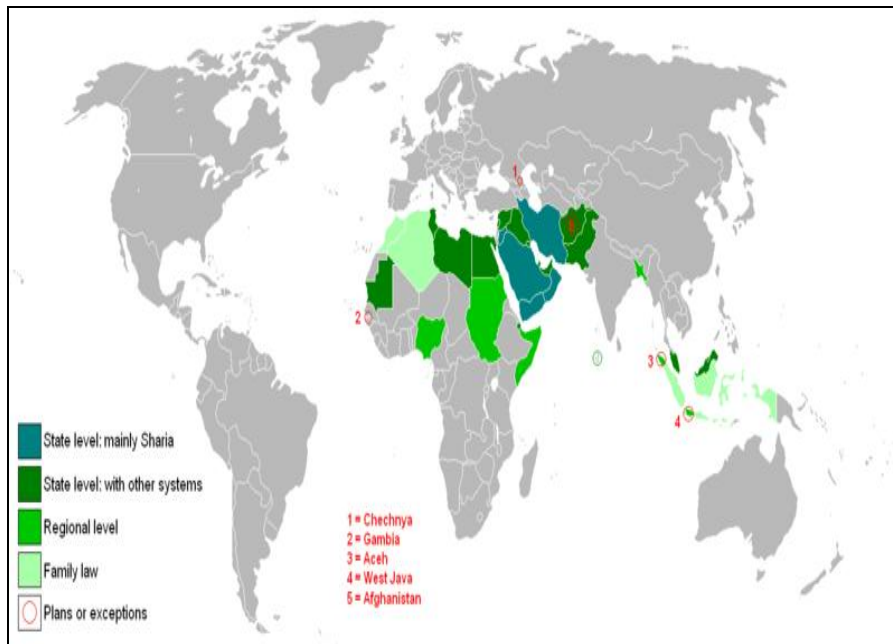 1
2
3
4
5
State level: mainly Sharia
State level: with other systems
Regional level
Family law
Plans or exceptions
1 = Chechnya
2 = Gambia
3 = Aceh
4 = West Java
5 = Afghanistan